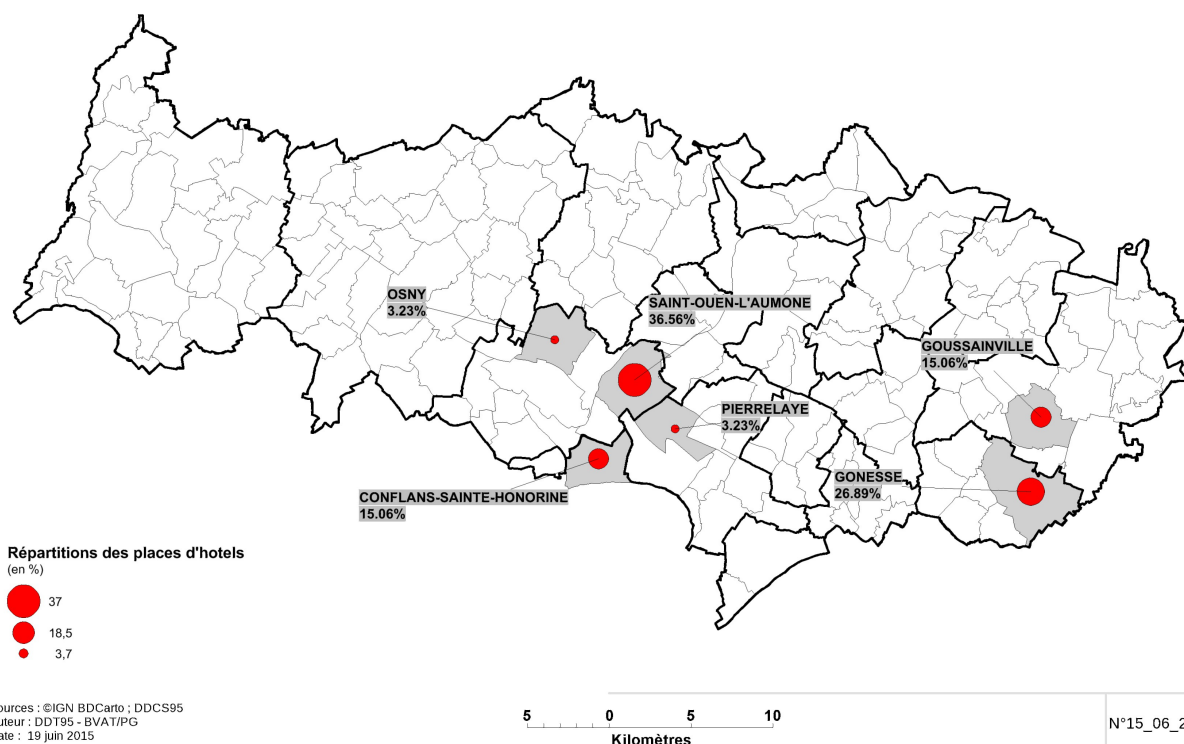 OSNY
3.23%
SAINT-OUEN-L'AUMONE
36.56%
GOUSSAINVILLE
15.06%
PIERRELAYE
3.23%
GONESSE
26.89%
CONFLANS-SAINTE-HONORINE
15.06%
Répartitions des places d'hotels
(en %)
37
18,5
3,7
ources : ©IGN BDCarto ; DDCS95
uteur : DDT95 - BVAT/PG
ate : 19 juin 2015
5 0 5 10
Kilomètres
N°15_06_2